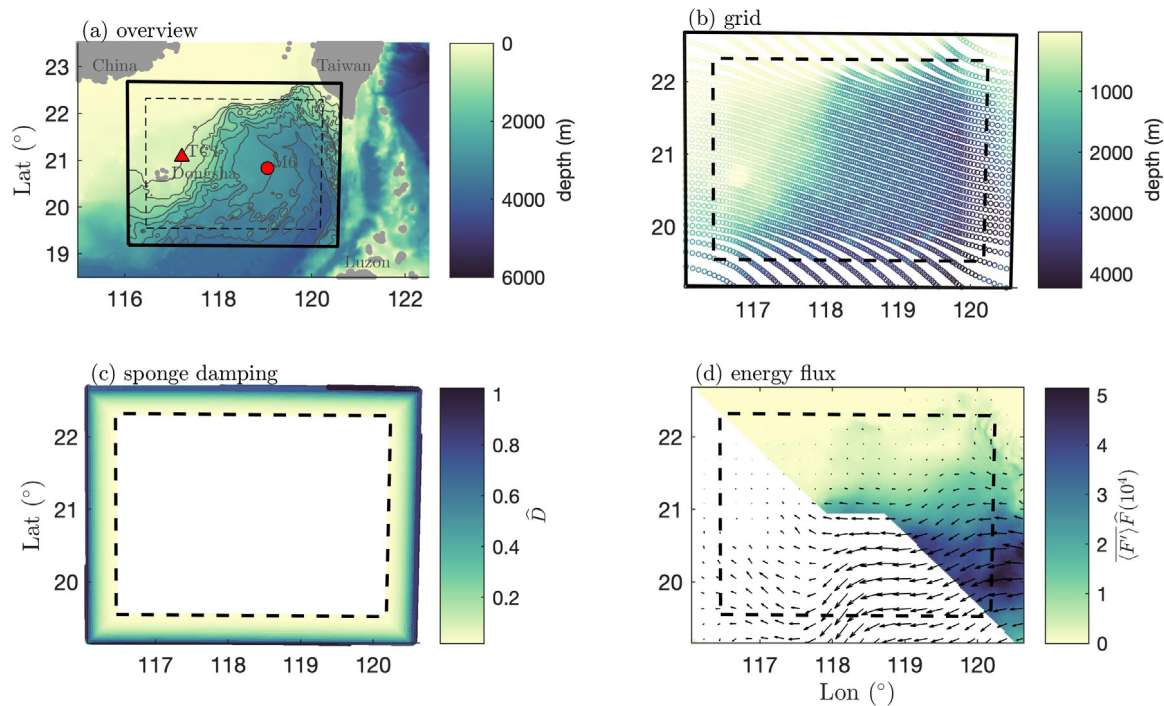 (a) overview
China
Taiwan
TC1
Dongsha
M6
Luzon
23
22
21
20
19
18
116
118
120
122
Lat (°)
0
2000
4000
6000
depth (m)
(b) grid
22
21
20
117
118
119
120
1000
2000
3000
4000
depth (m)
(c) sponge damping
22
21
20
117
118
119
120
Lat (°)
1
0.8
0.6
0.4
0.2
D̂
(d) energy flux
22
21
20
117
118
119
120
Lon (°)
5
4
3
2
1
0
⟨F′⟩F̂(10⁴)